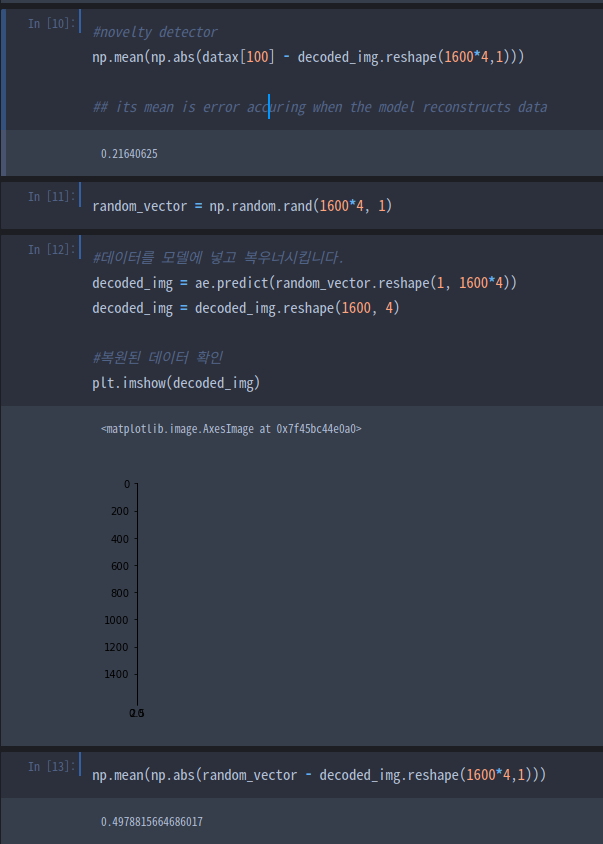 In [10]:
#novelty detector
np.mean(np.abs(datax[100] - decoded_img.reshape(1600*4,1)))
## its mean is error accuring when the model reconstructs data
0.21640625
In [11]:
random_vector = np.random.rand(1600*4, 1)
In [12]:
#데이터를 모델에 넣고 복우너시킵니다.
decoded_img = ae.predict(random_vector.reshape(1, 1600*4))
decoded_img = decoded_img.reshape(1600, 4)
#복원된 데이터 확인
plt.imshow(decoded_img)
<matplotlib.image.AxesImage at 0x7f45bc44e0a0>
0
200
400
600
800
1000
1200
1400
In [13]:
np.mean(np.abs(random_vector - decoded_img.reshape(1600*4,1)))
0.4978815664686017